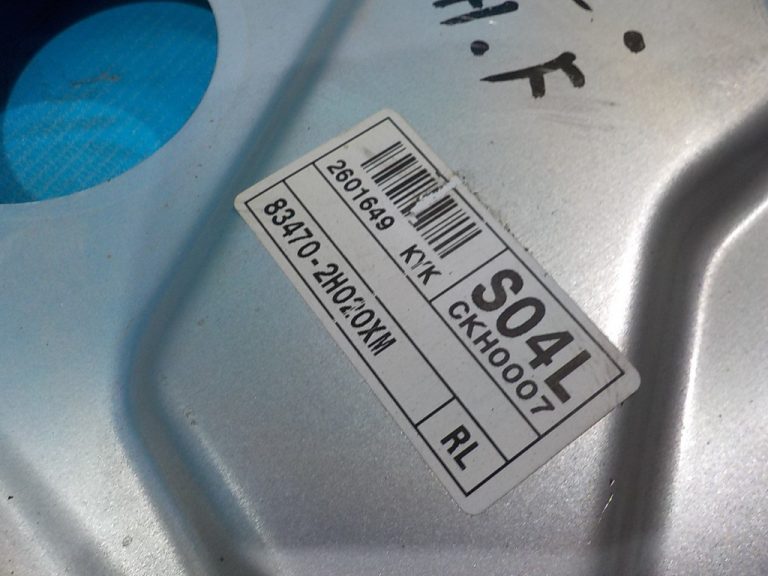 H.F
2601649 KYK
S04L
CKH0007
83470-2H020XM
RL